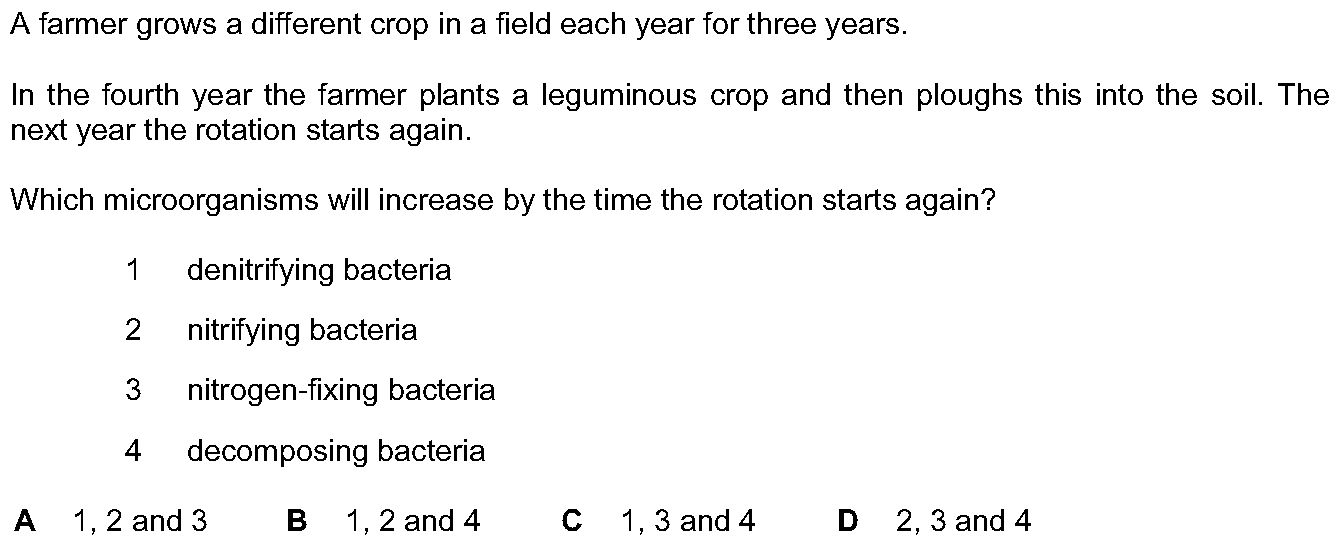 A farmer grows a different crop in a field each year for three years.
In the fourth year the farmer plants a leguminous crop and then ploughs this into the soil. The
next year the rotation starts again.
Which microorganisms will increase by the time the rotation starts again?
1 denitrifying bacteria
2 nitrifying bacteria
3 nitrogen-fixing bacteria
4 decomposing bacteria
A 1, 2 and 3 B 1, 2 and 4 C 1, 3 and 4 D 2, 3 and 4